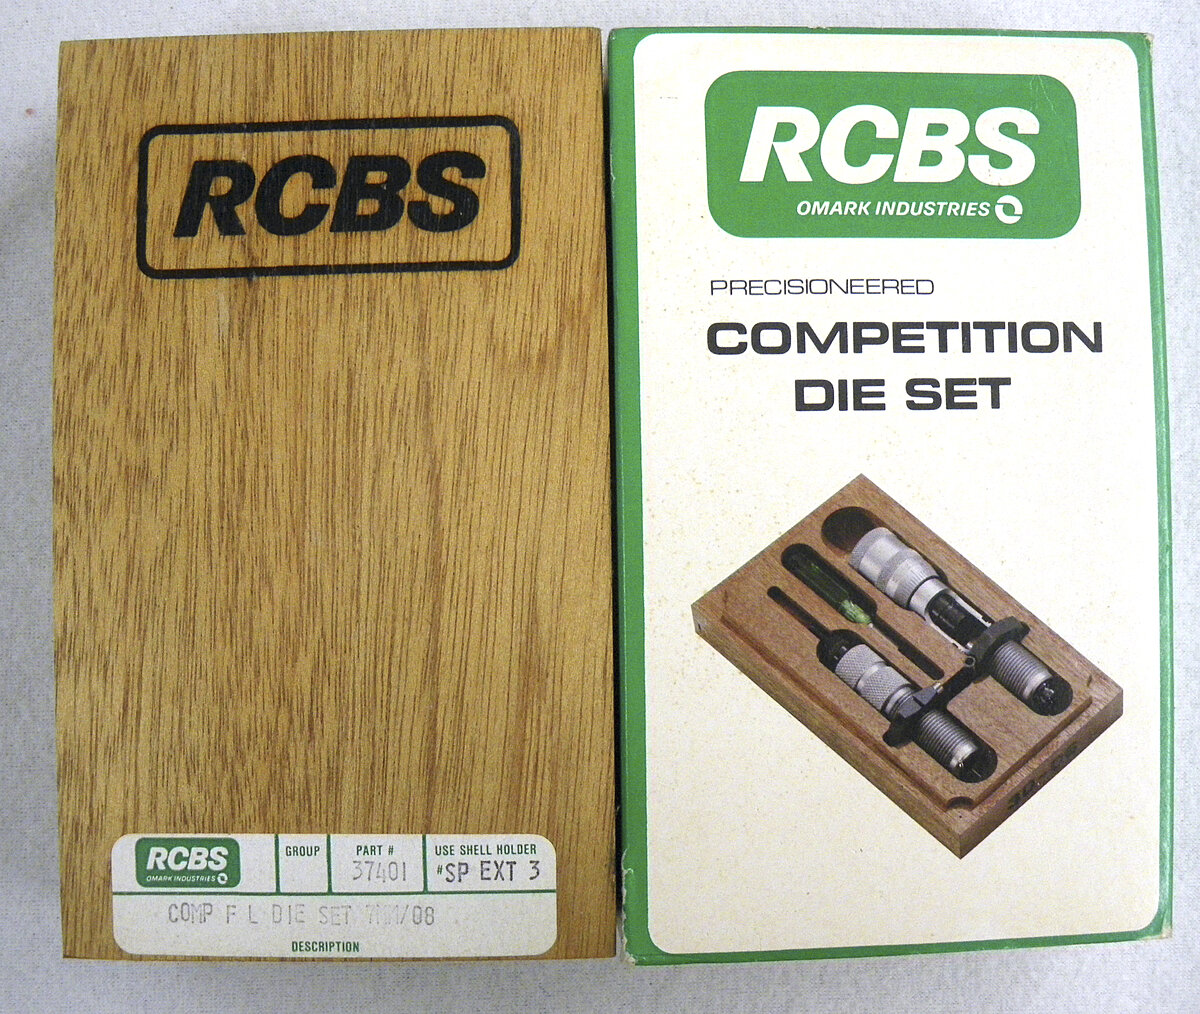 RCBS
RCBS
OMARK INDUSTRIES
GROUP
PART #
37401
USE SHELL HOLDER
#SP EXT 3
COMP F L DIE SET 7MM/08
DESCRIPTION
RCBS
OMARK INDUSTRIES
PRECISIONEERED
COMPETITION
DIE SET